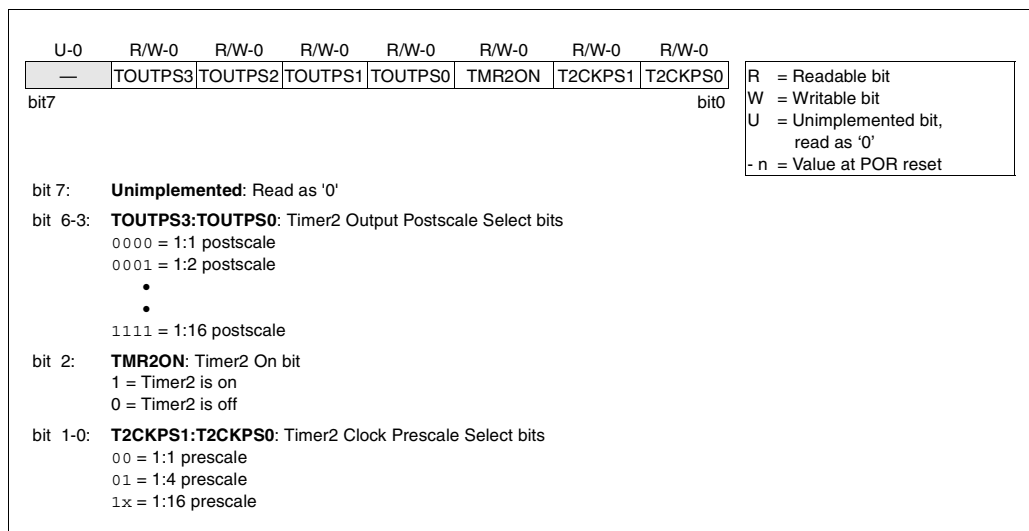 U-0 R/W-0 R/W-0 R/W-0 R/W-0 R/W-0 R/W-0 R/W-0
— TOUTPS3 TOUTPS2 TOUTPS1 TOUTPS0 TMR2ON T2CKPS1 T2CKPS0
bit7 bit0
R = Readable bit
W = Writable bit
U = Unimplemented bit,
read as ‘0’
- n = Value at POR reset
bit 7: Unimplemented: Read as '0'
bit 6-3: TOUTPS3:TOUTPS0: Timer2 Output Postscale Select bits
0000 = 1:1 postscale
0001 = 1:2 postscale
•
•
1111 = 1:16 postscale
bit 2: TMR2ON: Timer2 On bit
1 = Timer2 is on
0 = Timer2 is off
bit 1-0: T2CKPS1:T2CKPS0: Timer2 Clock Prescale Select bits
00 = 1:1 prescale
01 = 1:4 prescale
1x = 1:16 prescale